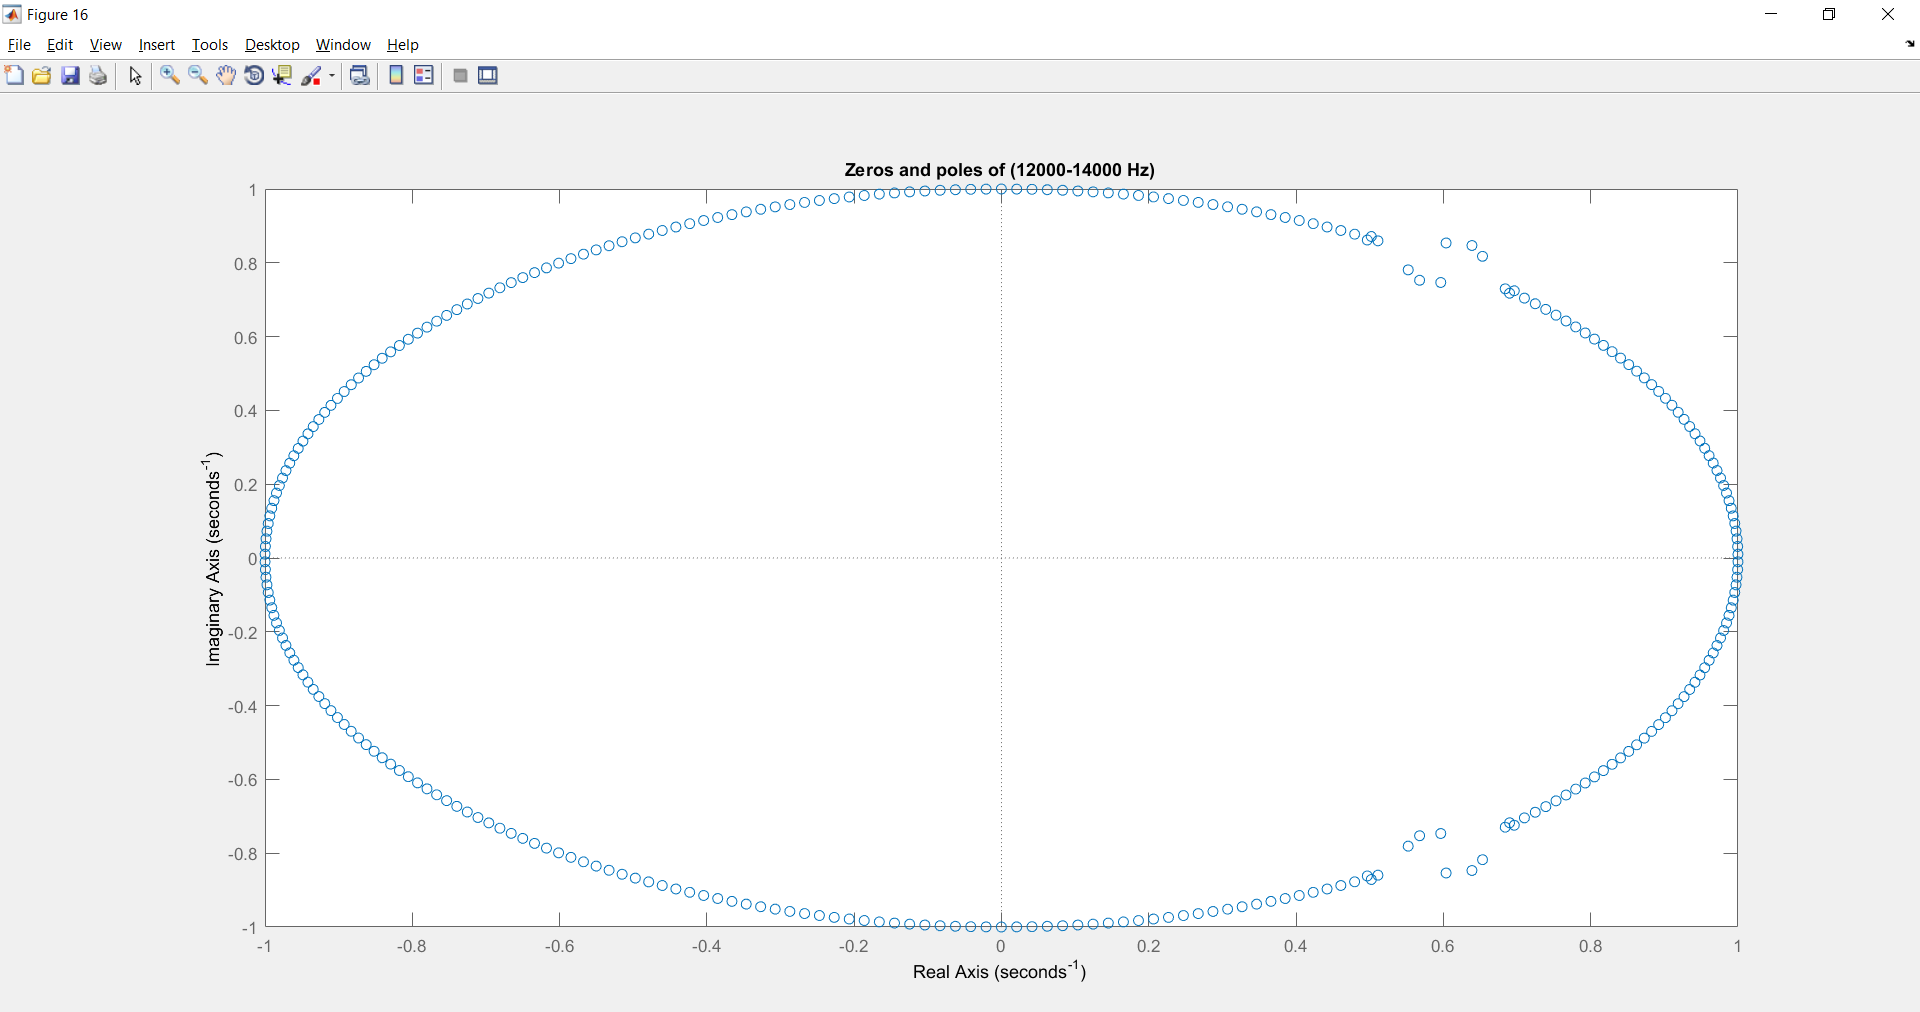 Figure 16
File Edit View Insert Tools Desktop Window Help
Zeros and poles of (12000-14000 Hz)
1
0.8
0.6
0.4
0.2
0
-0.2
-0.4
-0.6
-0.8
-1
Imaginary Axis (seconds⁻¹)
-1 -0.8 -0.6 -0.4 -0.2 0 0.2 0.4 0.6 0.8 1
Real Axis (seconds⁻¹)